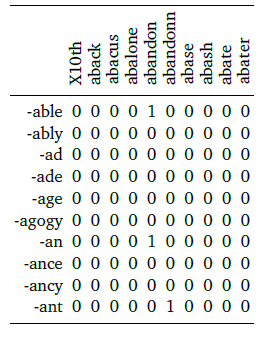 X10th
aback
abacus
abalone
abandon
abandonn
abase
abash
abate
abater
-able 0 0 0 0 1 0 0 0 0 0
-ably 0 0 0 0 0 0 0 0 0 0
-ad 0 0 0 0 0 0 0 0 0 0
-ade 0 0 0 0 0 0 0 0 0 0
-age 0 0 0 0 0 0 0 0 0 0
-agogy 0 0 0 0 0 0 0 0 0 0
-an 0 0 0 0 1 0 0 0 0 0
-ance 0 0 0 0 0 0 0 0 0 0
-ancy 0 0 0 0 0 0 0 0 0 0
-ant 0 0 0 0 0 1 0 0 0 0